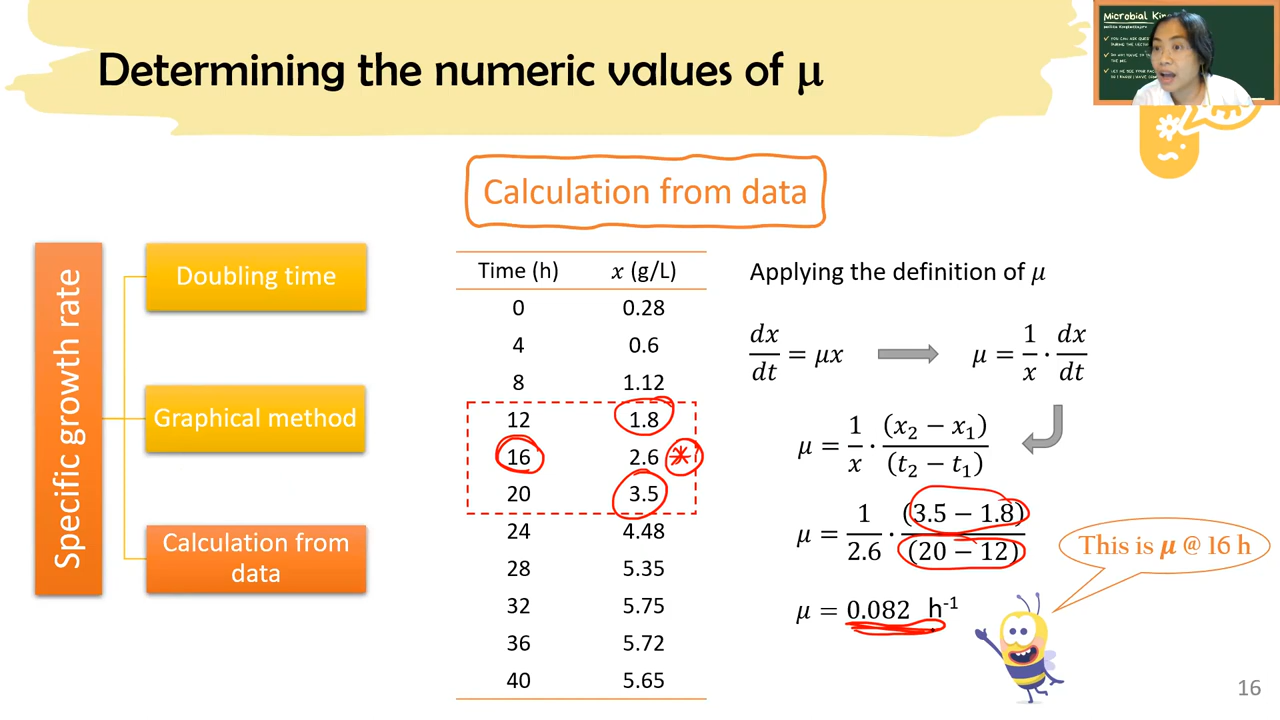 Determining the numeric values of μ
Microbial Kin
Calculation from data
Specific growth rate
Doubling time
Graphical method
Calculation from
data
Time (h) x (g/L)
0 0.28
4 0.6
8 1.12
12 1.8
16 2.6 *
20 3.5
24 4.48
28 5.35
32 5.75
36 5.72
40 5.65
Applying the definition of μ
dx/dt = μx μ = 1/x · dx/dt
μ = 1/x · (x₂ − x₁)/(t₂ − t₁)
μ = 1/2.6 · (3.5 − 1.8)/(20 − 12)
μ = 0.082 h⁻¹
This is μ @ 16 h
16